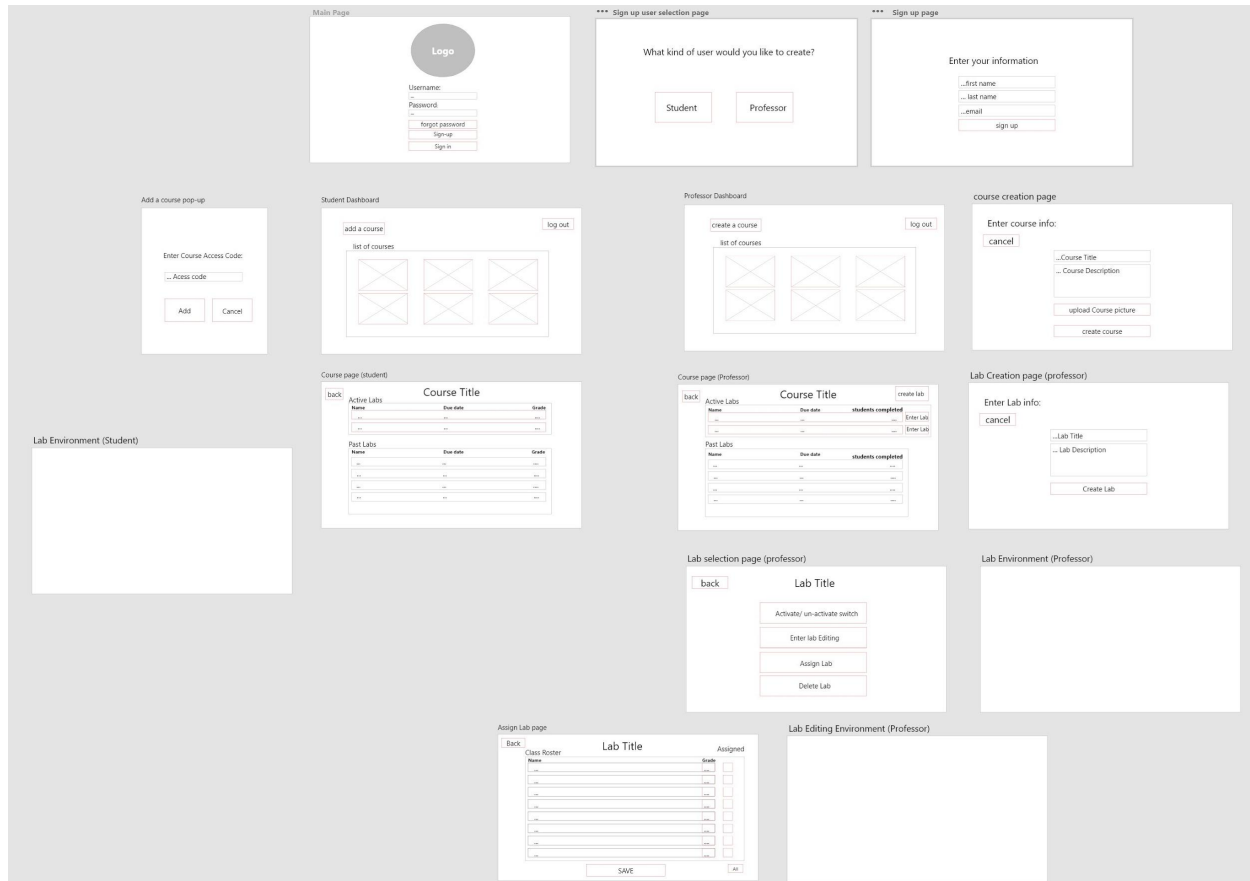 Main Page
*** Sign up user selection page
*** Sign up page
Logo
Username:
...
Password:
...
forgot password
Sign-up
Sign in
What kind of user would you like to create?
Student
Professor
Enter your information
...first name
... last name
...email
sign up
Add a course pop-up
Enter Course Access Code:
... Acess code
Add
Cancel
Student Dashboard
add a course
log out
list of courses
Professor Dashboard
create a course
log out
list of courses
course creation page
Enter course info:
cancel
...Course Title
... Course Description
upload Course picture
create course
Lab Environment (Student)
Course page (student)
back
Course Title
Active Labs
Name Due date Grade
... ... ....
... ... ....
Past Labs
Name Due date Grade
... ... ....
... ... ....
... ... ....
... ... ....
Course page (Professor)
back
Course Title
create lab
Active Labs
Name Due date students completed
... ... .... Enter Lab
... ... .... Enter Lab
Past Labs
Name Due date students completed
... ... ....
... ... ....
... ... ....
... ... ....
Lab Creation page (professor)
Enter Lab info:
cancel
...Lab Title
... Lab Description
Create Lab
Lab selection page (professor)
back
Lab Title
Activate/ un-activate switch
Enter lab Editing
Assign Lab
Delete Lab
Lab Environment (Professor)
Assign Lab page
Back
Lab Title
Class Roster
Assigned
Name Grade
... ....
... ....
... ....
... ....
... ....
... ....
... ....
... ....
SAVE
All
Lab Editing Environment (Professor)